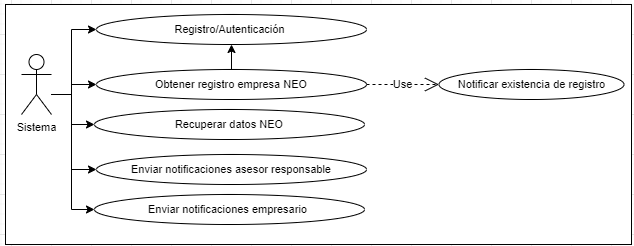 Registro/Autenticación
Obtener registro empresa NEO
Use
Notificar existencia de registro
Sistema
Recuperar datos NEO
Enviar notificaciones asesor responsable
Enviar notificaciones empresario